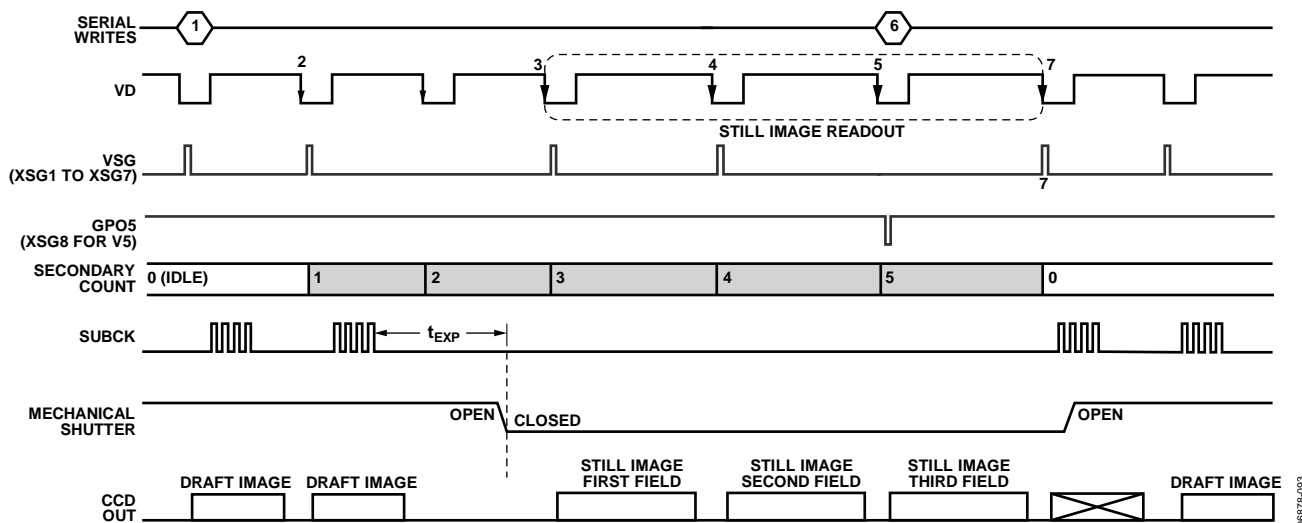 SERIAL
WRITES
1
6
2
3
4
5
7
VD
STILL IMAGE READOUT
VSG
(XSG1 TO XSG7)
7
GPO5
(XSG8 FOR V5)
SECONDARY
COUNT
0 (IDLE)
1
2
3
4
5
0
SUBCK
tEXP
MECHANICAL
SHUTTER
OPEN
CLOSED
OPEN
CCD
OUT
DRAFT IMAGE
DRAFT IMAGE
STILL IMAGE
FIRST FIELD
STILL IMAGE
SECOND FIELD
STILL IMAGE
THIRD FIELD
DRAFT IMAGE